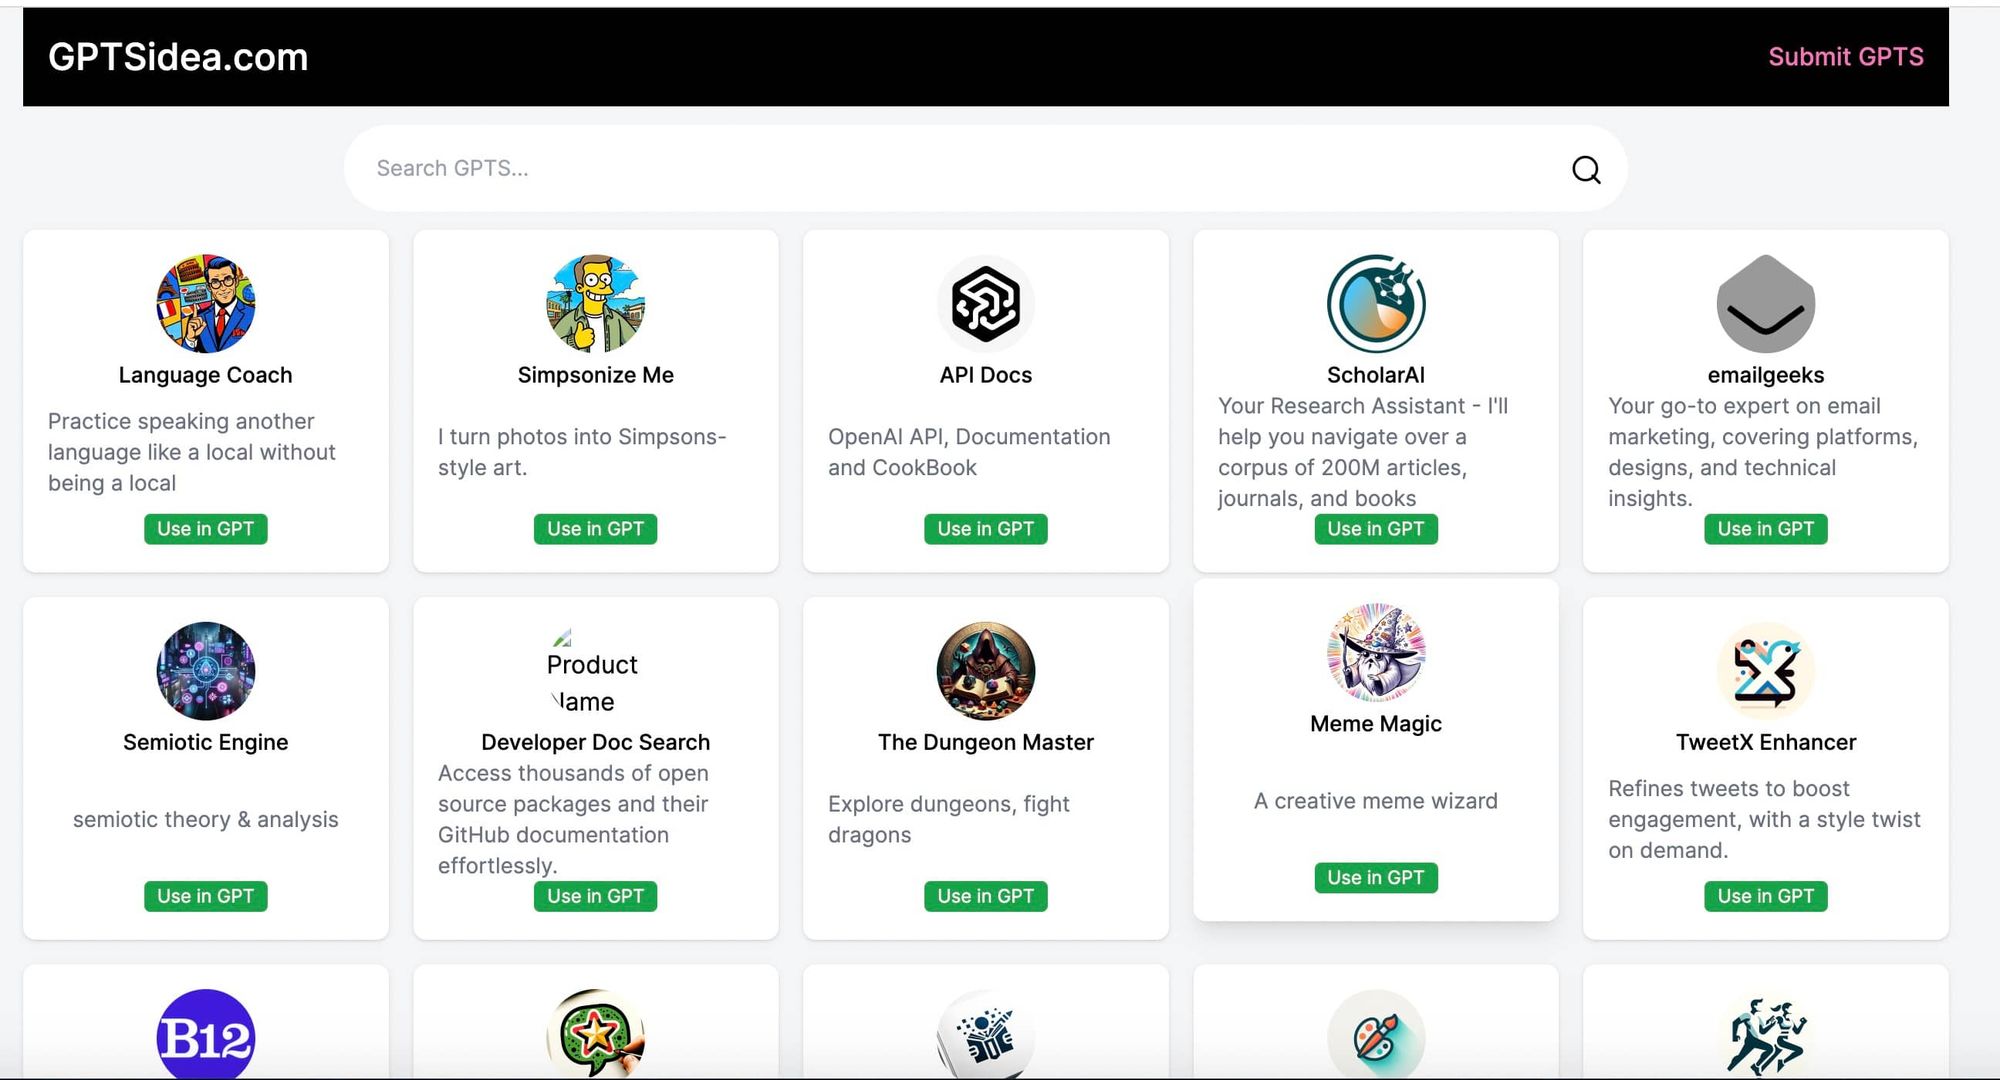 GPTSidea.com
Submit GPTS
Search GPTS...
Language Coach
Practice speaking another
language like a local without
being a local
Use in GPT
Simpsonize Me
I turn photos into Simpsons-
style art.
Use in GPT
API Docs
OpenAI API, Documentation
and CookBook
Use in GPT
ScholarAI
Your Research Assistant - I'll
help you navigate over a
corpus of 200M articles,
journals, and books
Use in GPT
emailgeeks
Your go-to expert on email
marketing, covering platforms,
designs, and technical
insights.
Use in GPT
Semiotic Engine
semiotic theory & analysis
Use in GPT
Product
Name
Developer Doc Search
Access thousands of open
source packages and their
GitHub documentation
effortlessly.
Use in GPT
The Dungeon Master
Explore dungeons, fight
dragons
Use in GPT
Meme Magic
A creative meme wizard
Use in GPT
TweetX Enhancer
Refines tweets to boost
engagement, with a style twist
on demand.
Use in GPT
B12